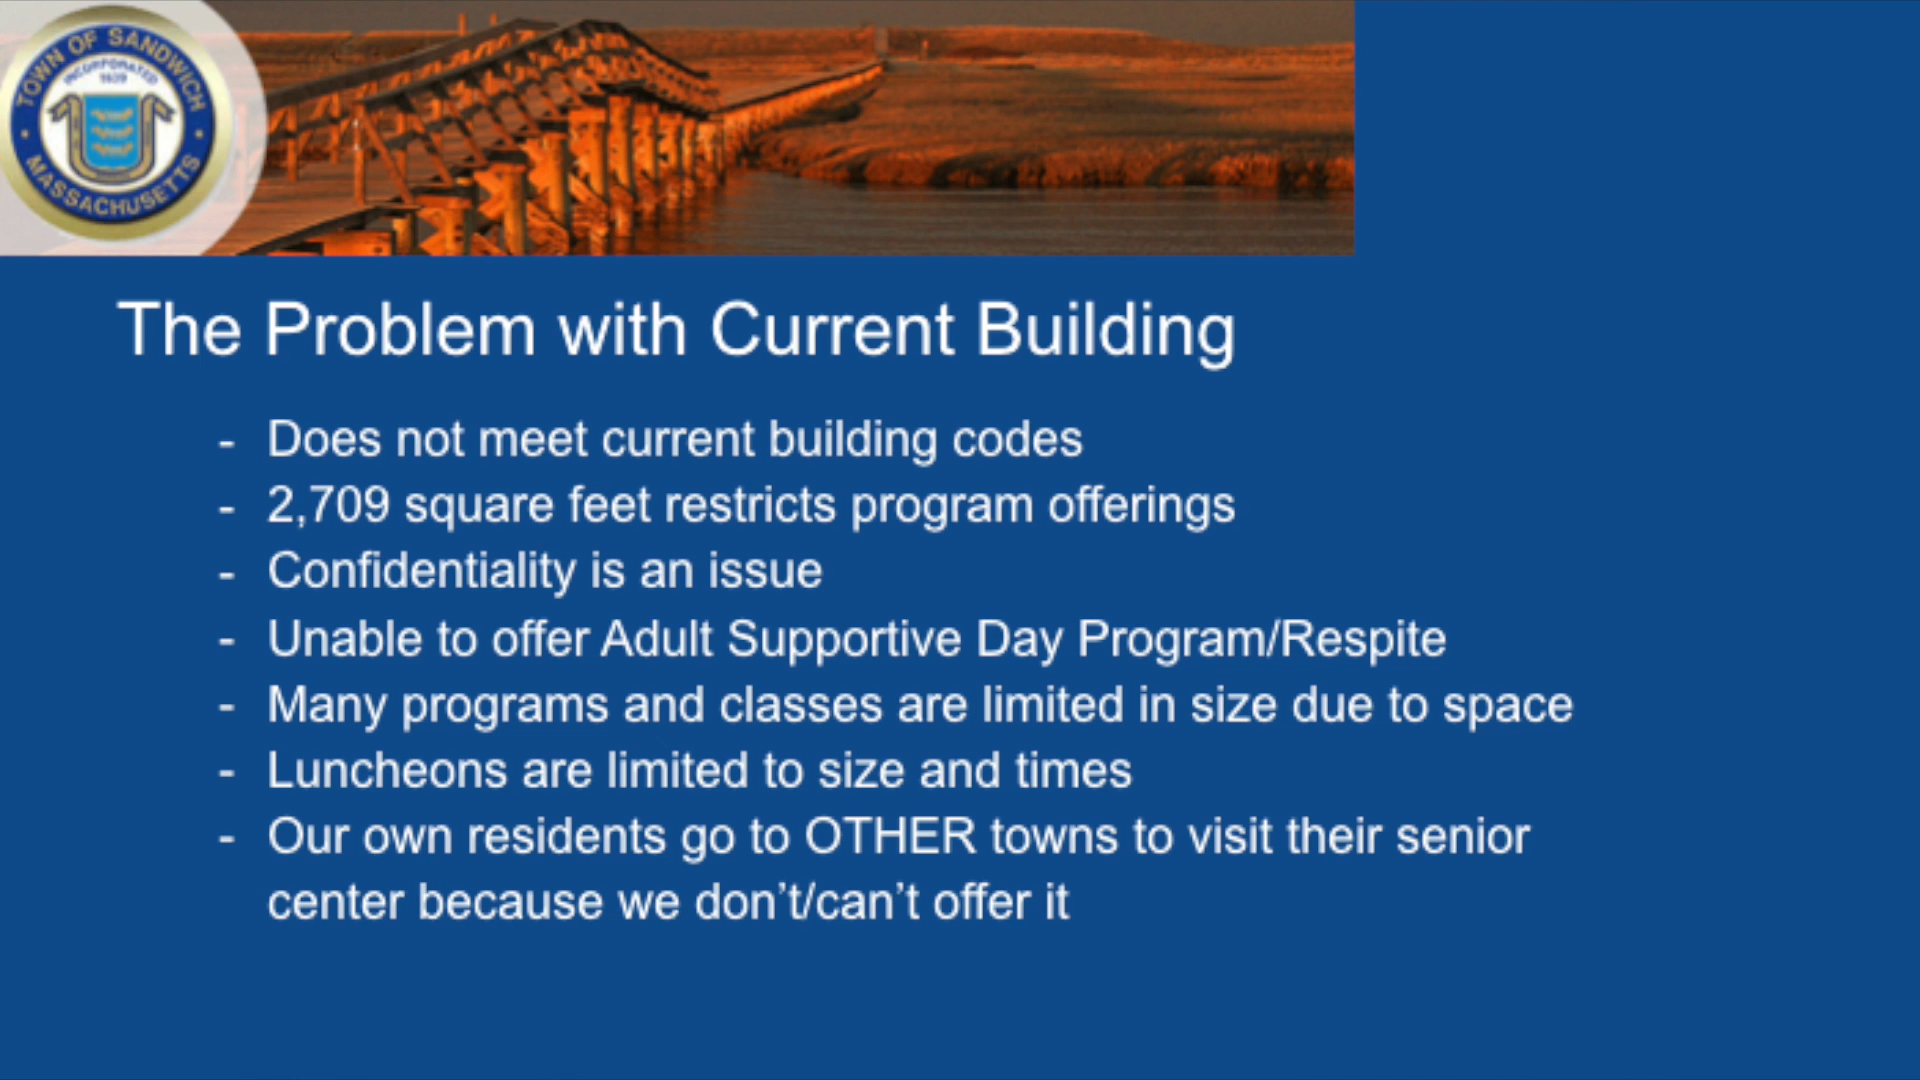 TOWN OF SANDWICH
INCORPORATED
1639
MASSACHUSETTS
The Problem with Current Building
- Does not meet current building codes
- 2,709 square feet restricts program offerings
- Confidentiality is an issue
- Unable to offer Adult Supportive Day Program/Respite
- Many programs and classes are limited in size due to space
- Luncheons are limited to size and times
- Our own residents go to OTHER towns to visit their senior
center because we don’t/can’t offer it